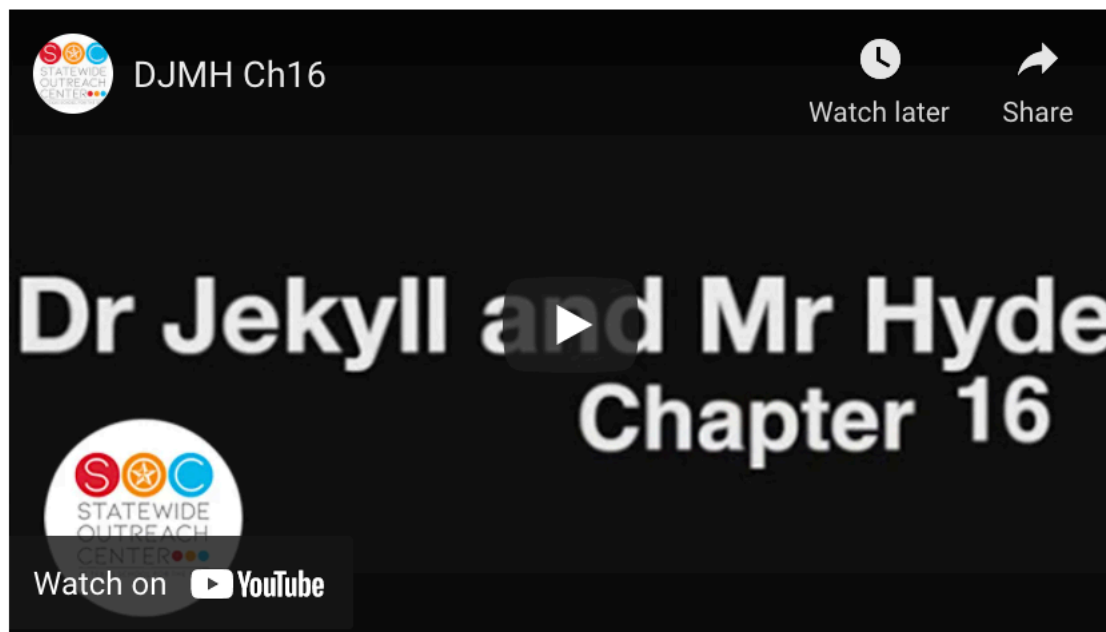 SOC
STATEWIDE
OUTREACH
CENTER
DJMH Ch16
Watch later
Share
Dr Jekyll and Mr Hyde
Chapter 16
SOC
STATEWIDE
OUTREACH
CENTER
Watch on YouTube